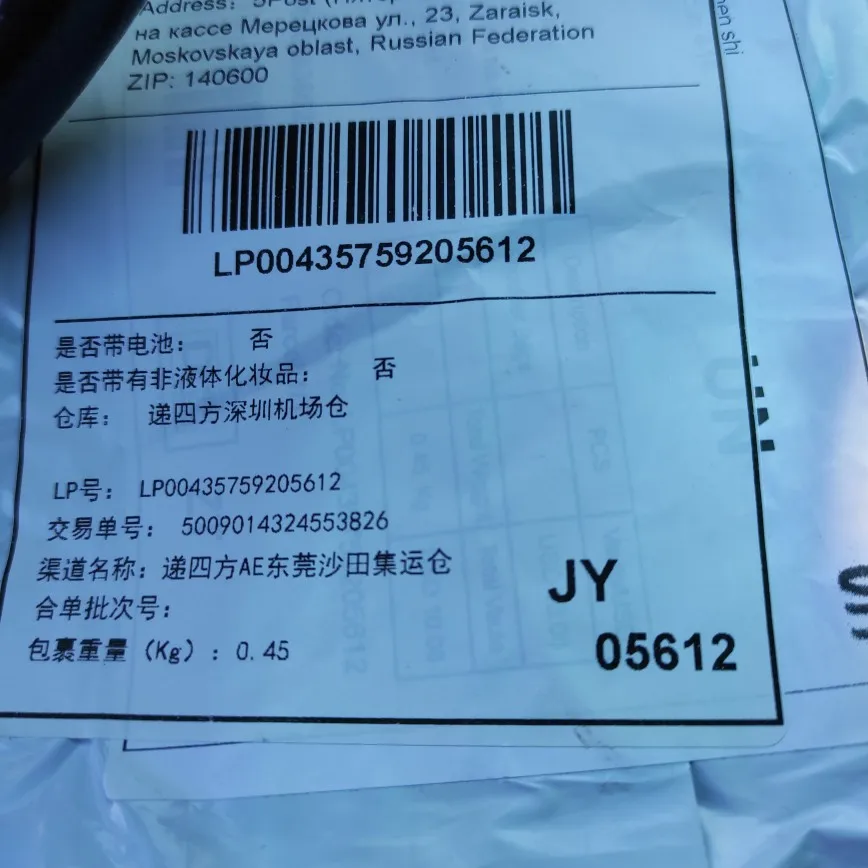 Address: 5Post
на кассе Мерецкова ул., 23, Zaraisk,
Moskovskaya oblast, Russian Federation
ZIP: 140600
hen shi
LP00435759205612
是否带电池: 否
是否带有非液体化妆品: 否
仓库: 递四方深圳机场仓
LP号: LP00435759205612
交易单号: 5009014324553826
渠道名称: 递四方AE东莞沙田集运仓
合单批次号:
包裹重量 (Kg) : 0.45
JY
05612